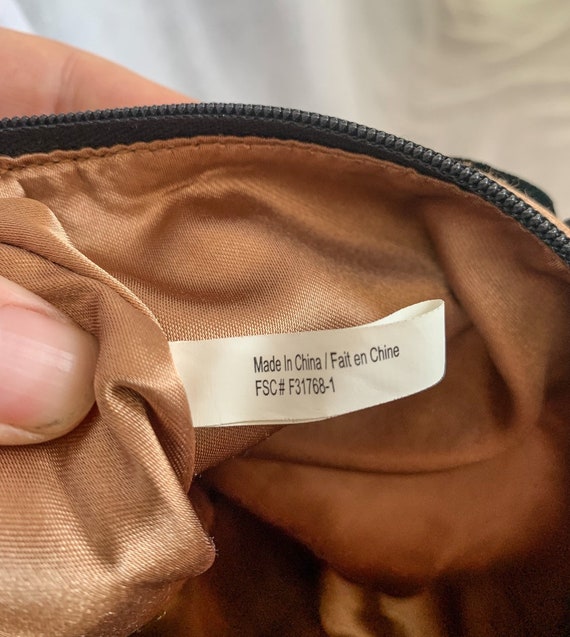 Made In China / Fait en Chine
FSC# F31768-1